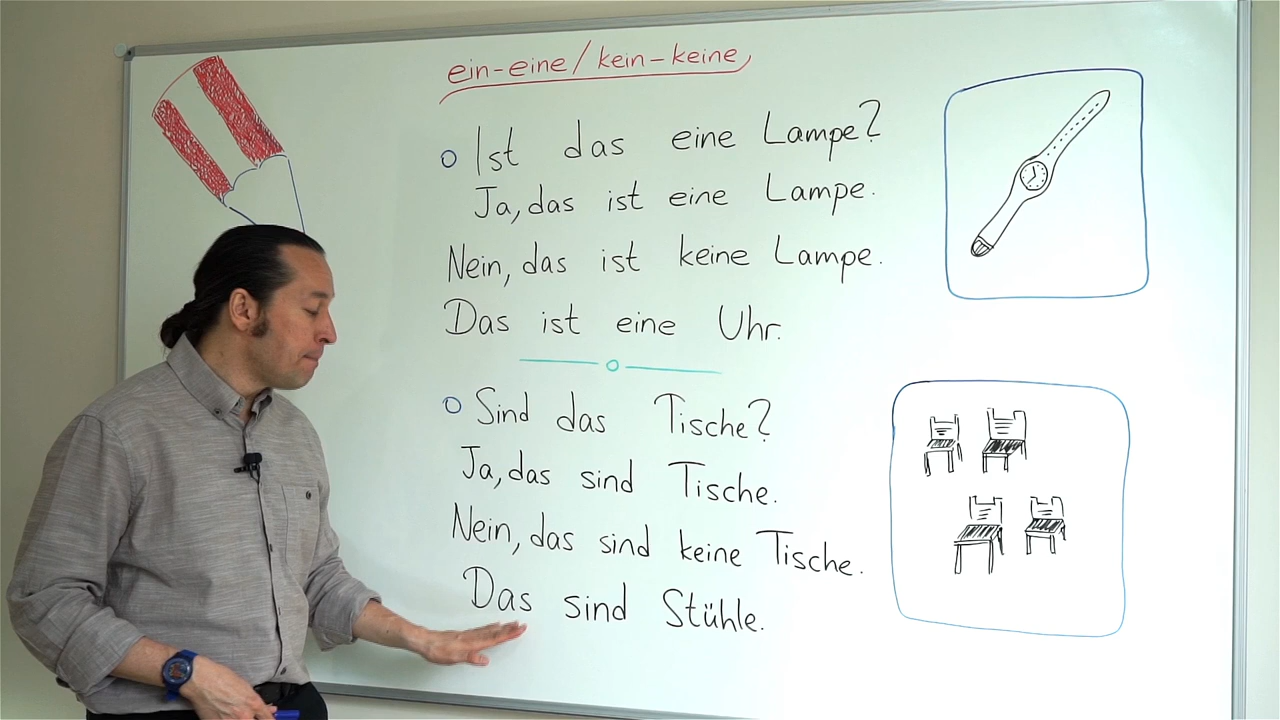 ein-eine/kein-keine
Ist das eine Lampe?
Ja, das ist eine Lampe.
Nein, das ist keine Lampe.
Das ist eine Uhr.
Sind das Tische?
Ja, das sind Tische.
Nein, das sind keine Tische.
Das sind Stühle.